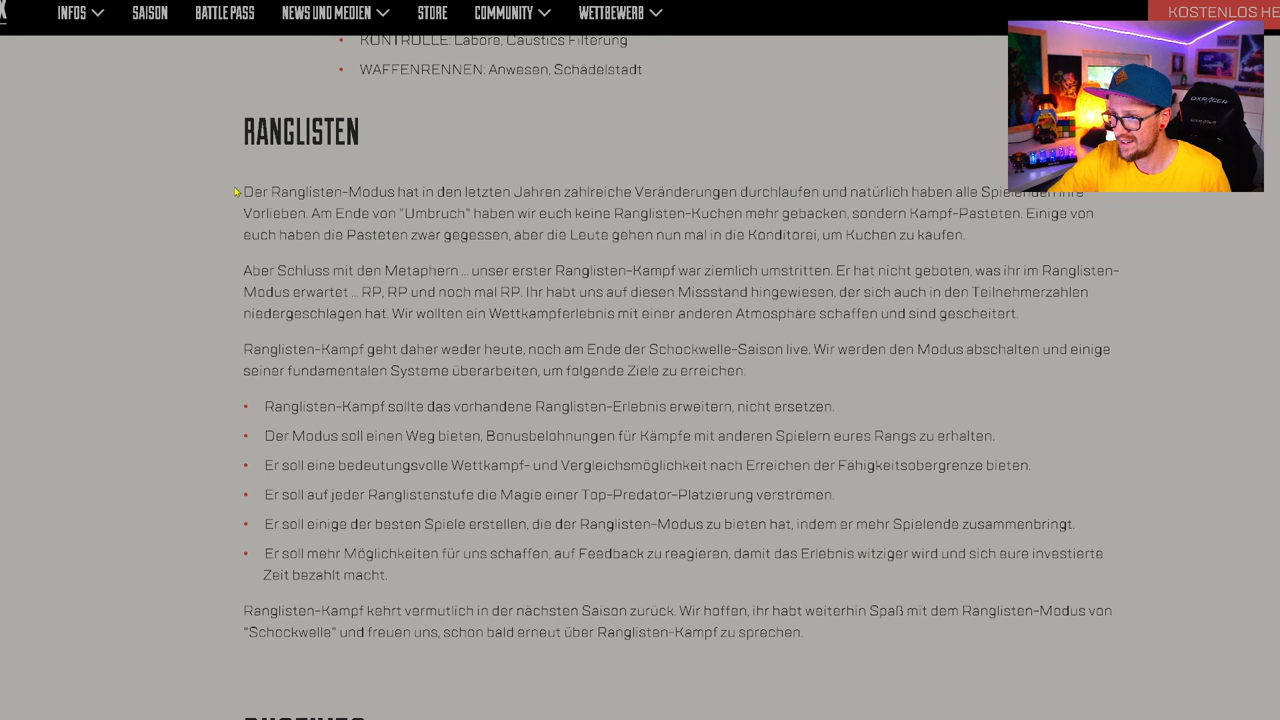 X
INFOS
SAISON
BATTLE PASS
NEWS UND MEDIEN
STORE
COMMUNITY
WETTBEWERB
KOSTENLOS HE
• KONTROLLE: Labore, Caustics Filterung
• WAFFENRENNEN: Anwesen, Schädelstadt
RANGLISTEN
Der Ranglisten-Modus hat in den letzten Jahren zahlreiche Veränderungen durchlaufen und natürlich haben alle Spielenden ihre
Vorlieben. Am Ende von "Umbruch" haben wir euch keine Ranglisten-Kuchen mehr gebacken, sondern Kampf-Pasteten. Einige von
euch haben die Pasteten zwar gegessen, aber die Leute gehen nun mal in die Konditorei, um Kuchen zu kaufen.
Aber Schluss mit den Metaphern ... unser erster Ranglisten-Kampf war ziemlich umstritten. Er hat nicht geboten, was ihr im Ranglisten-
Modus erwartet ... RP, RP und noch mal RP. Ihr habt uns auf diesen Missstand hingewiesen, der sich auch in den Teilnehmerzahlen
niedergeschlagen hat. Wir wollten ein Wettkampferlebnis mit einer anderen Atmosphäre schaffen und sind gescheitert.
Ranglisten-Kampf geht daher weder heute, noch am Ende der Schockwelle-Saison live. Wir werden den Modus abschalten und einige
seiner fundamentalen Systeme überarbeiten, um folgende Ziele zu erreichen:
• Ranglisten-Kampf sollte das vorhandene Ranglisten-Erlebnis erweitern, nicht ersetzen.
• Der Modus soll einen Weg bieten, Bonusbelohnungen für Kämpfe mit anderen Spielern eures Rangs zu erhalten.
• Er soll eine bedeutungsvolle Wettkampf- und Vergleichsmöglichkeit nach Erreichen der Fähigkeitsobergrenze bieten.
• Er soll auf jeder Ranglistenstufe die Magie einer Top-Predator-Platzierung verströmen.
• Er soll einige der besten Spiele erstellen, die der Ranglisten-Modus zu bieten hat, indem er mehr Spielende zusammenbringt.
• Er soll mehr Möglichkeiten für uns schaffen, auf Feedback zu reagieren, damit das Erlebnis witziger wird und sich eure investierte
Zeit bezahlt macht.
Ranglisten-Kampf kehrt vermutlich in der nächsten Saison zurück. Wir hoffen, ihr habt weiterhin Spaß mit dem Ranglisten-Modus von
"Schockwelle" und freuen uns, schon bald erneut über Ranglisten-Kampf zu sprechen.
DXRACER